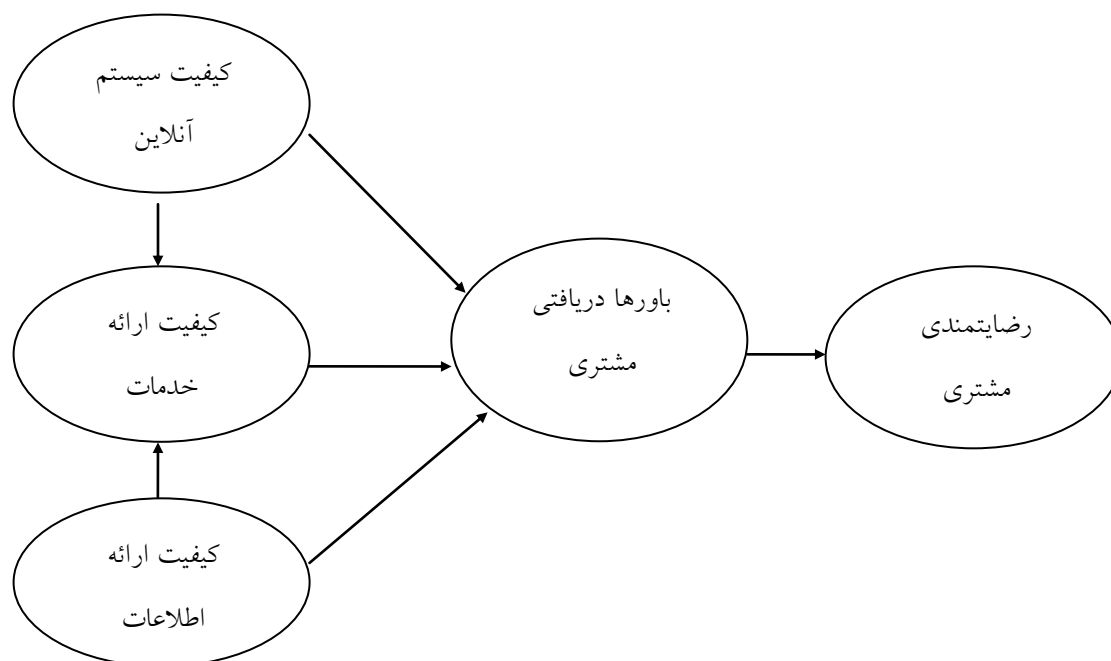 کیفیت سیستم
آنلاین
کیفیت ارائه
خدمات
کیفیت ارائه
اطلاعات
باورها دریافتی
مشتری
رضایتمندی
مشتری